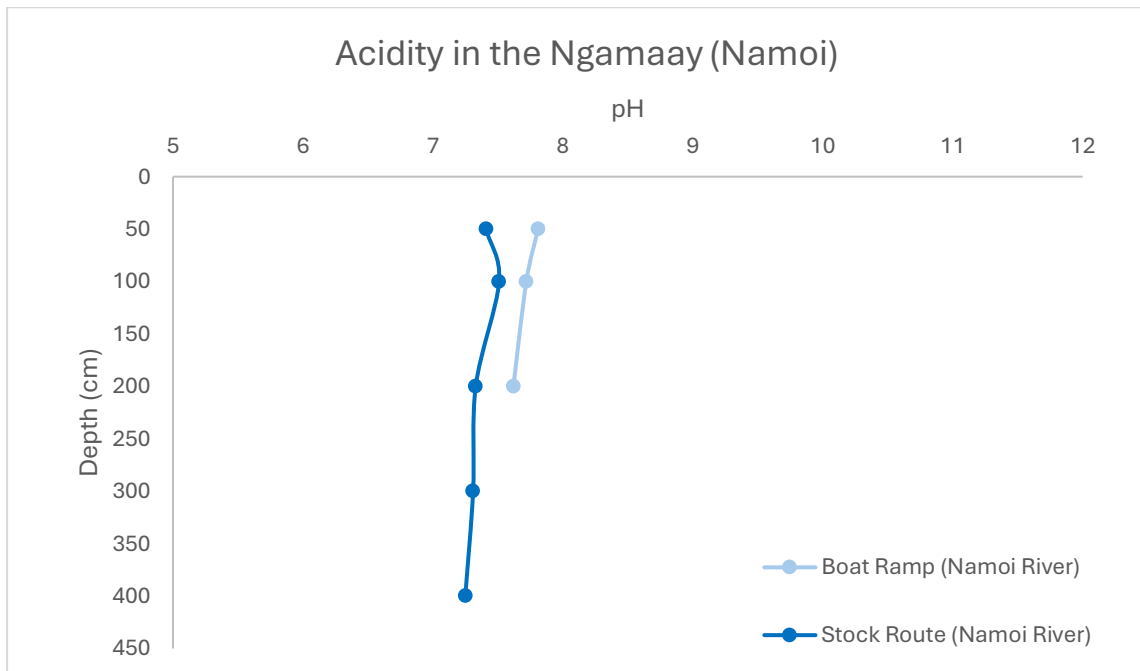 Acidity in the Ngamaay (Namoi)
pH
5 6 7 8 9 10 11 12
0
50
100
150
200
250
300
350
400
450
Depth (cm)
Boat Ramp (Namoi River)
Stock Route (Namoi River)